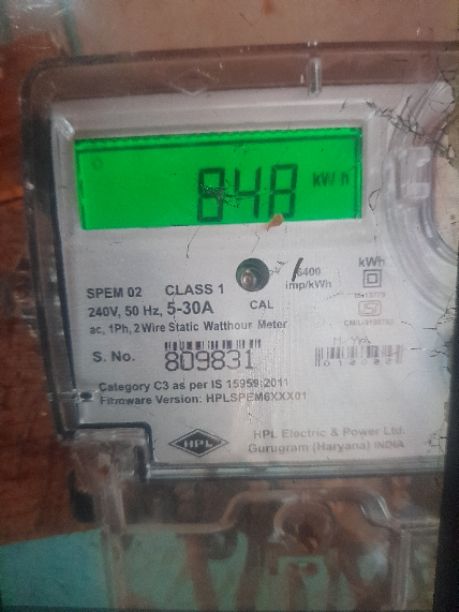 848 kW h
SPEM 02 CLASS 1
240V, 50 Hz, 5-30A CAL
6400 imp/kWh
kWh
ac, 1Ph, 2 Wire Static Watthour Meter
S. No. 809831
Category C3 as per IS 15959:2011
Firmware Version: HPLSPEM6XXX01
HPL
HPL Electric & Power Ltd.
Gurugram (Haryana) INDIA